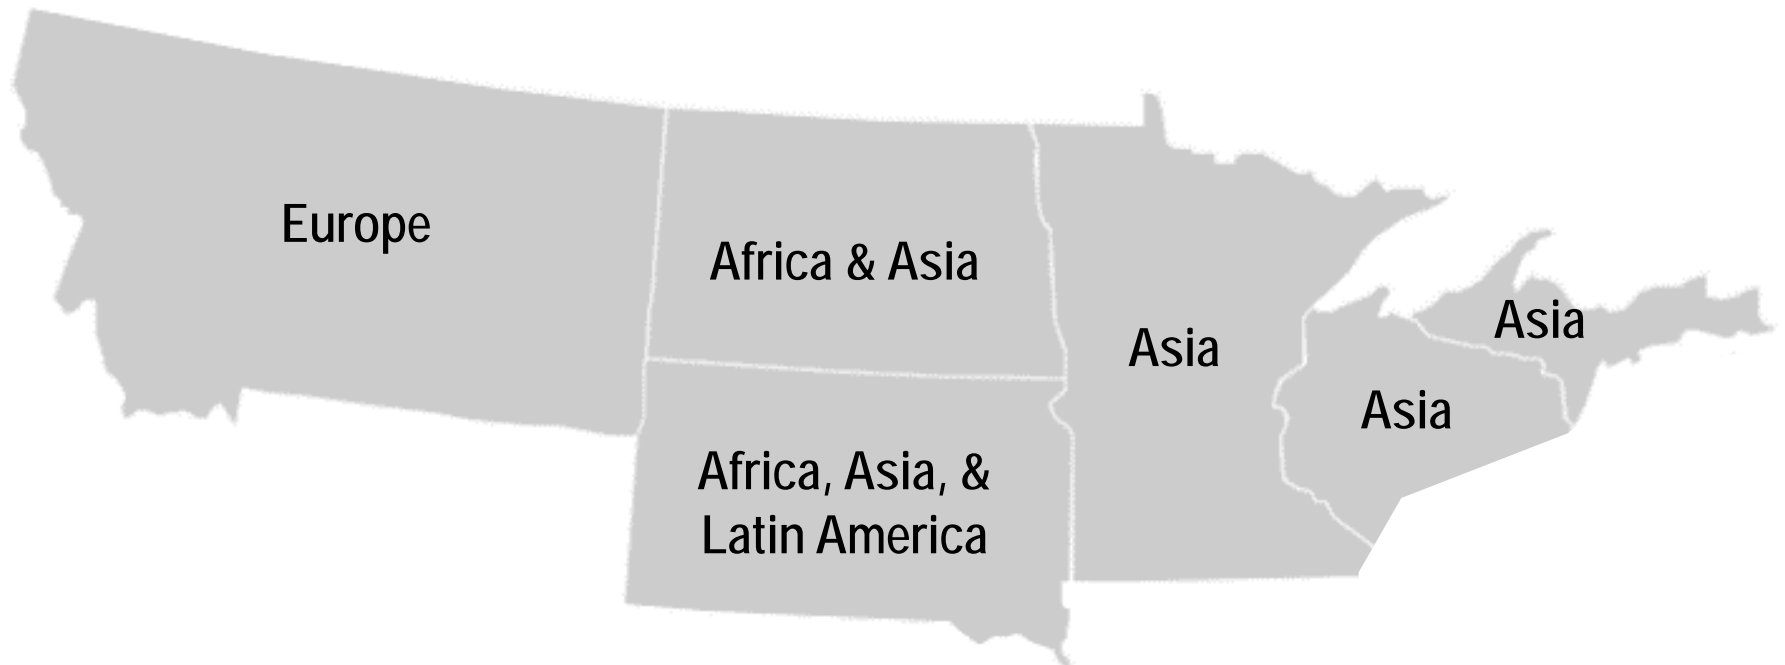 Europe
Africa & Asia
Asia
Asia
Asia
Africa, Asia, &
Latin America